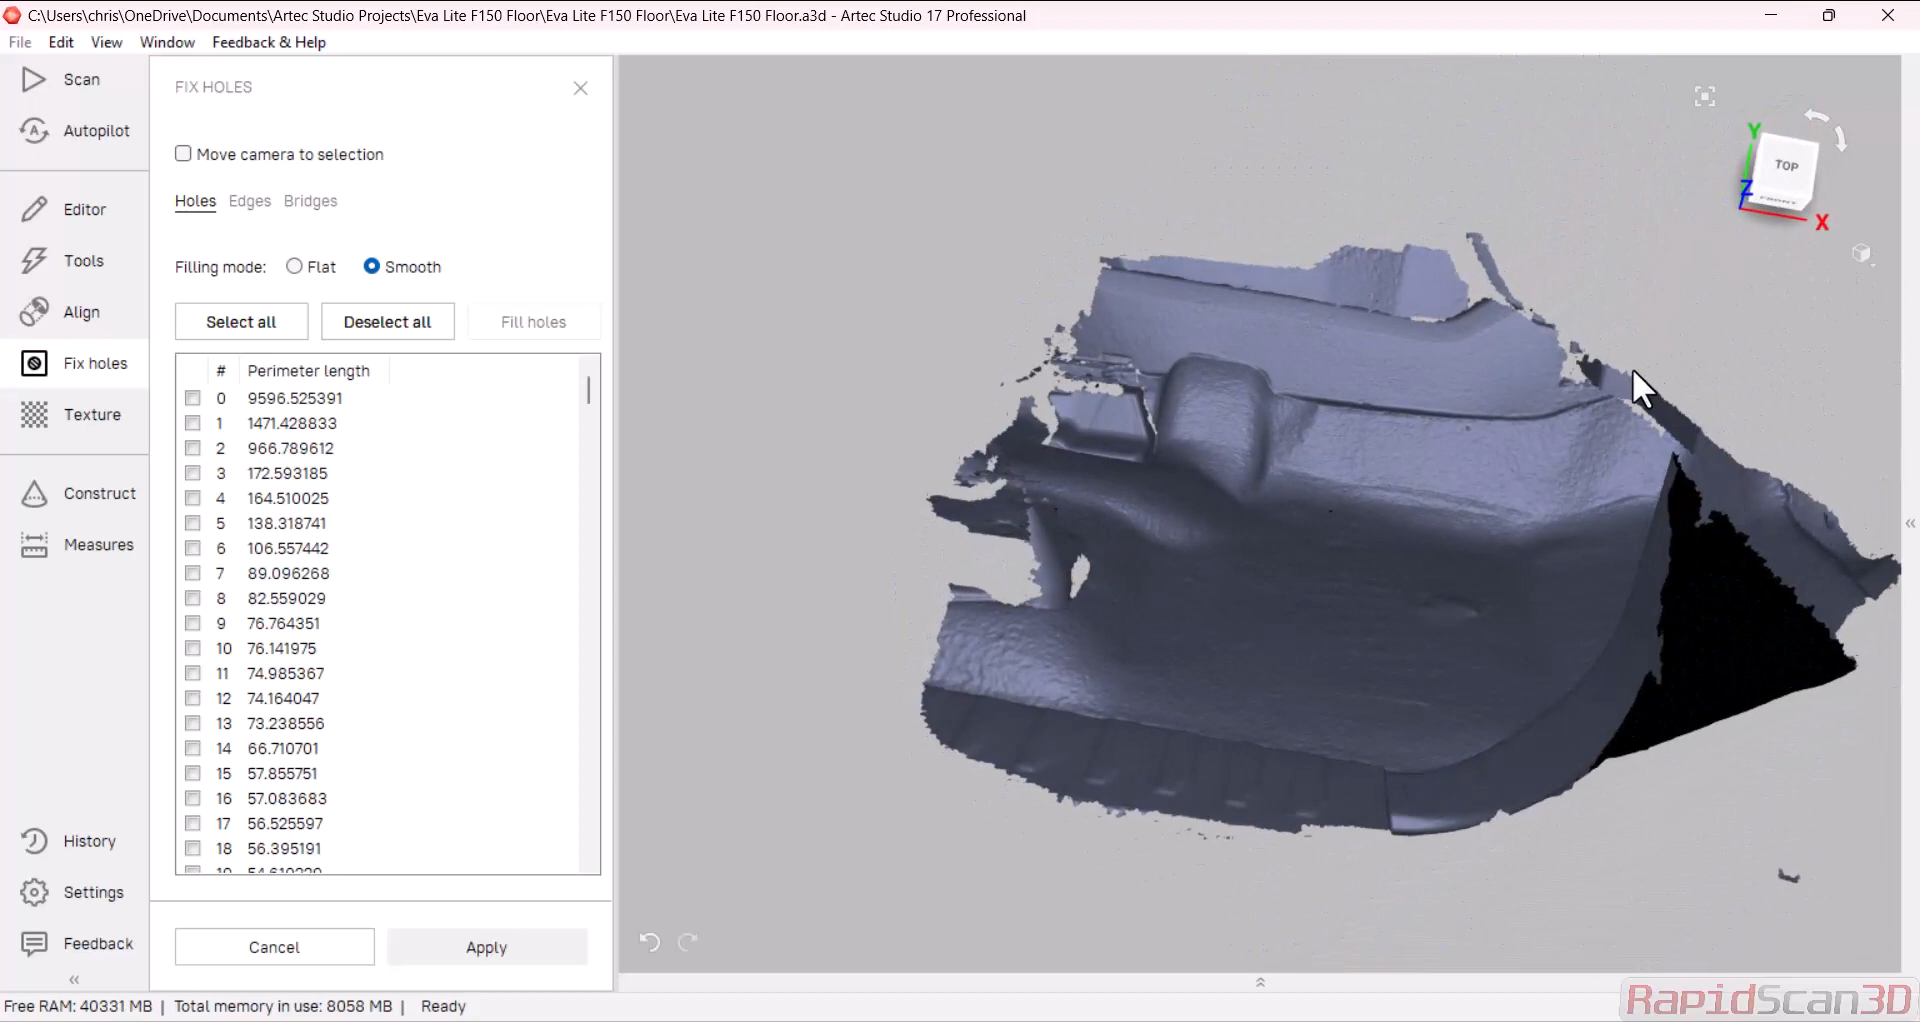 C:\Users\chris\OneDrive\Documents\Artec Studio Projects\Eva Lite F150 Floor\Eva Lite F150 Floor\Eva Lite F150 Floor.a3d - Artec Studio 17 Professional
File Edit View Window Feedback & Help
Scan
Autopilot
Editor
Tools
Align
Fix holes
Texture
Construct
Measures
History
Settings
Feedback
FIX HOLES
Move camera to selection
Holes Edges Bridges
Filling mode: Flat Smooth
Select all Deselect all Fill holes
# Perimeter length
0 9596.525391
1 1471.428833
2 966.789612
3 172.593185
4 164.510025
5 138.318741
6 106.557442
7 89.096268
8 82.559029
9 76.764351
10 76.141975
11 74.985367
12 74.164047
13 73.238556
14 66.710701
15 57.855751
16 57.083683
17 56.525597
18 56.395191
Cancel Apply
Y
TOP
Z
FRONT
X
Free RAM: 40331 MB | Total memory in use: 8058 MB | Ready
RapidScan3D